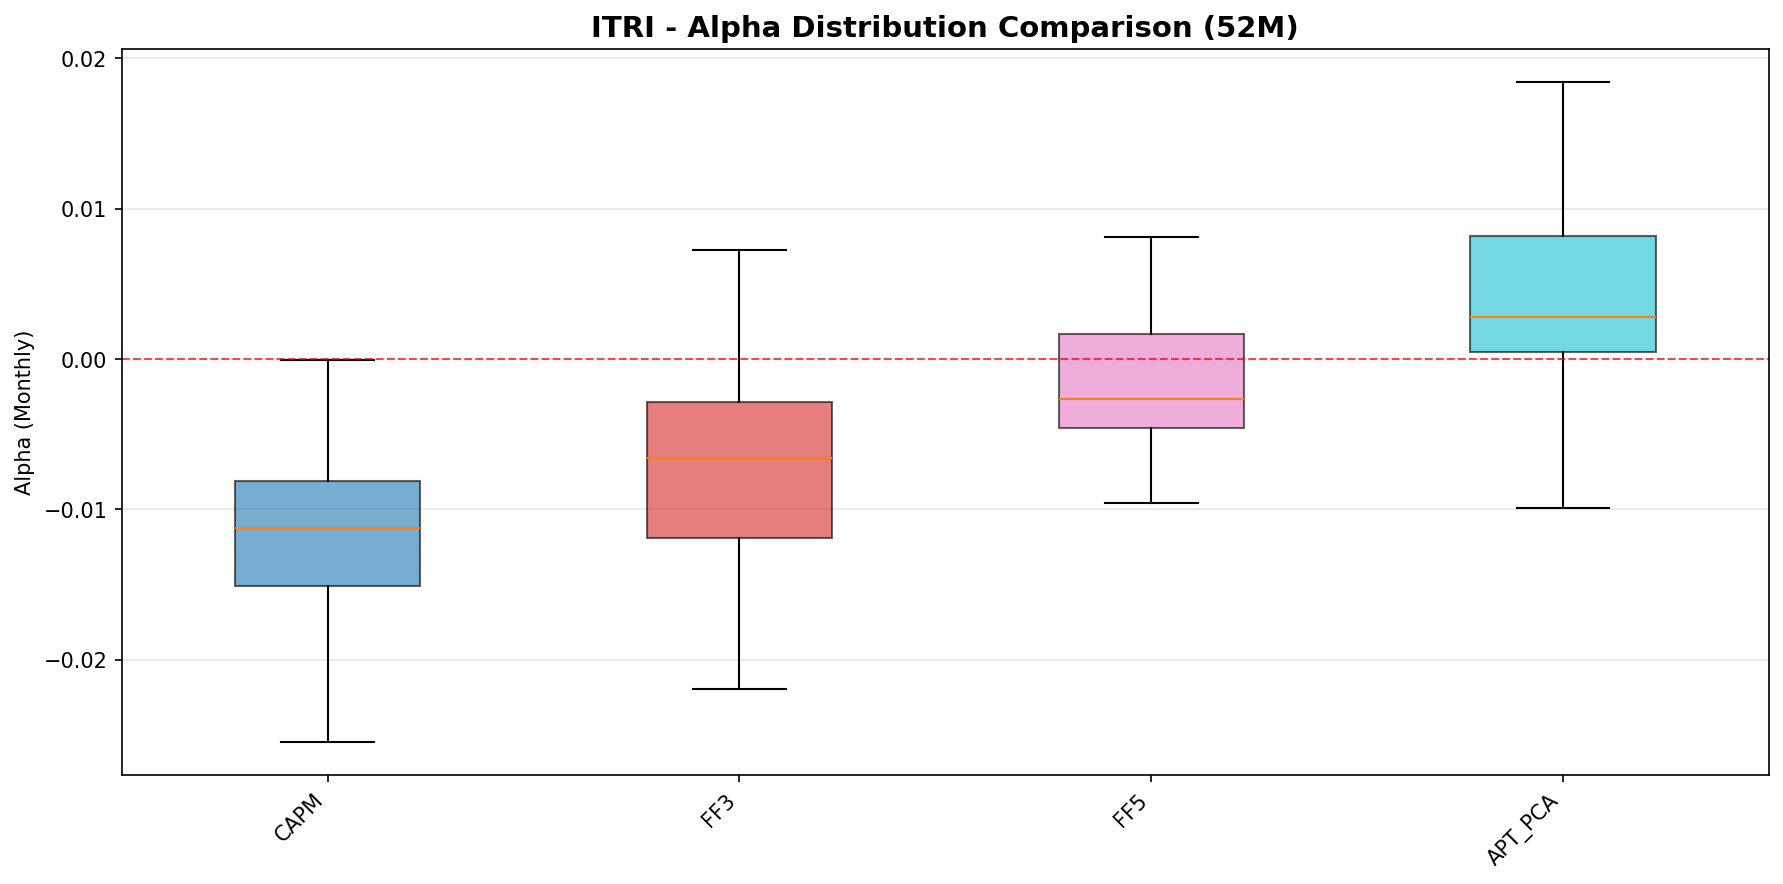 ITRI - Alpha Distribution Comparison (52M)
Alpha (Monthly)
0.02
0.01
0.00
−0.01
−0.02
CAPM
FF3
FF5
APT_PCA